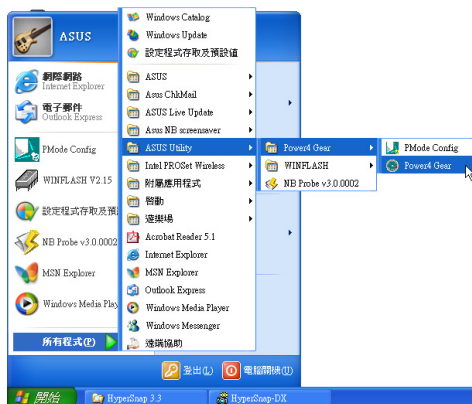 ASUS
網際網路
Internet Explorer
電子郵件
Outlook Express
PMode Config
WINFLASH V2.15
設定程式存取及預
NB Probe v3.0.0002
MSN Explorer
Windows Media Play
所有程式(P)
Windows Catalog
Windows Update
設定程式存取及預設值
ASUS
Asus ChkMail
ASUS Live Update
Asus NB screensaver
ASUS Utility
Intel PROSet Wireless
附屬應用程式
啟動
遊樂場
Acrobat Reader 5.1
Internet Explorer
MSN Explorer
Outlook Express
Windows Media Player
Windows Messenger
遠端協助
Power4 Gear
WINFLASH
NB Probe v3.0.0002
PMode Config
Power4 Gear
登出(L)
電腦關機(U)
開始
HyperSnap 3.3
HyperSnap-DX